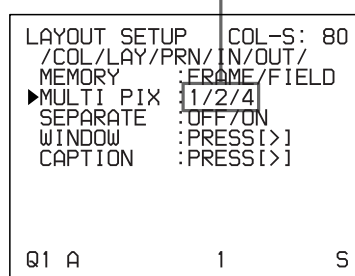 LAYOUT SETUP COL-S: 80
/COL/LAY/PRN/IN/OUT/
MEMORY :FRAME/FIELD
▶MULTI PIX :1/2/4
SEPARATE :OFF/ON
WINDOW :PRESS[>]
CAPTION :PRESS[>]
Q1 A 1 S